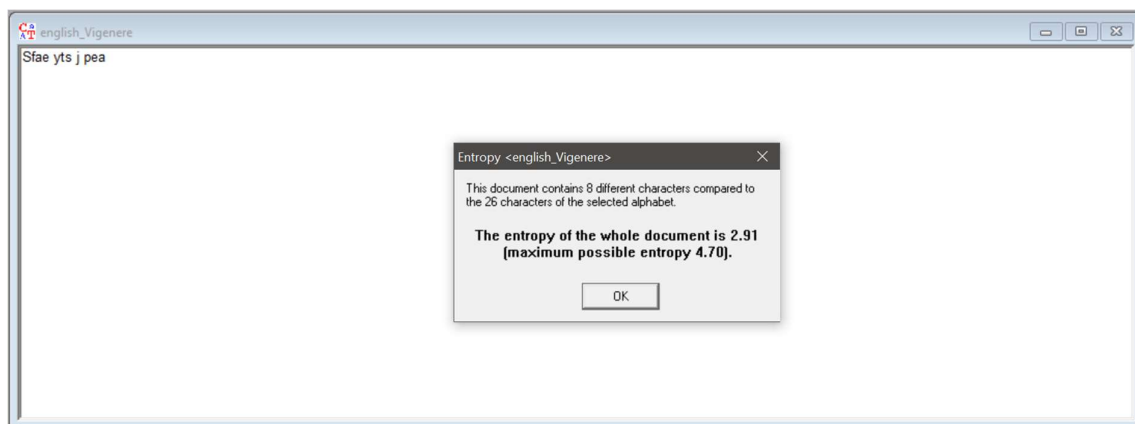 english_Vigenere
Sfae yts j pea
Entropy <english_Vigenere>
This document contains 8 different characters compared to
the 26 characters of the selected alphabet.
The entropy of the whole document is 2.91
(maximum possible entropy 4.70).
OK